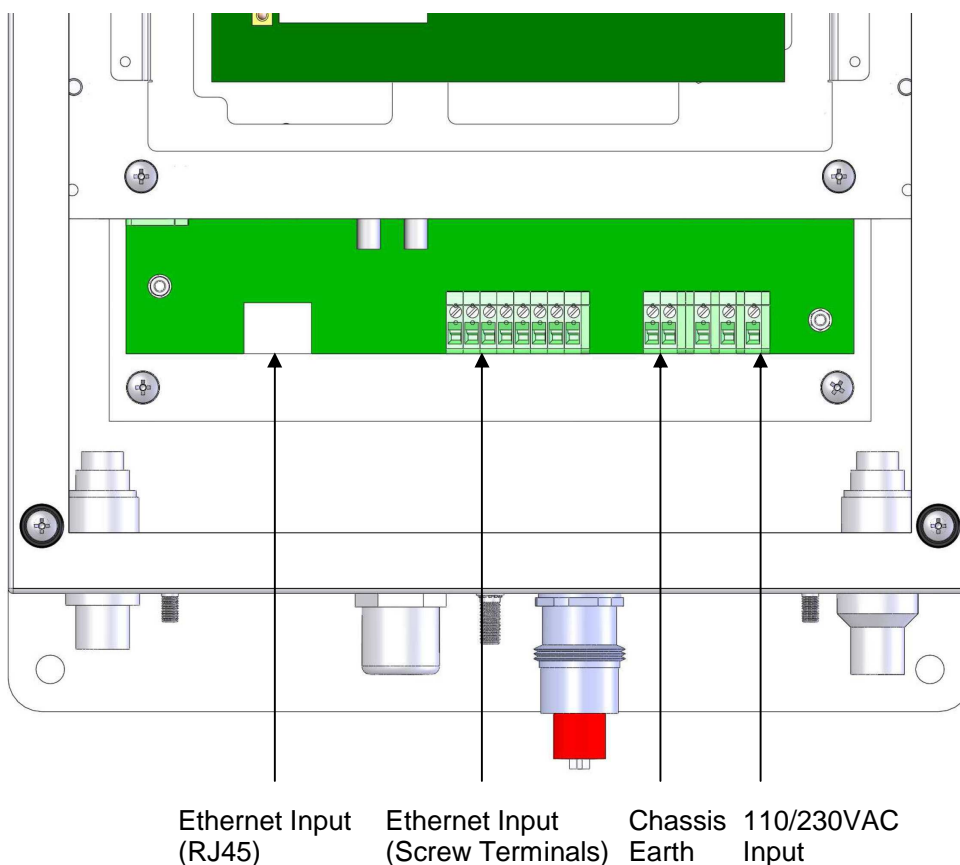 Ethernet Input (RJ45)
Ethernet Input (Screw Terminals)
Chassis Earth
110/230VAC Input